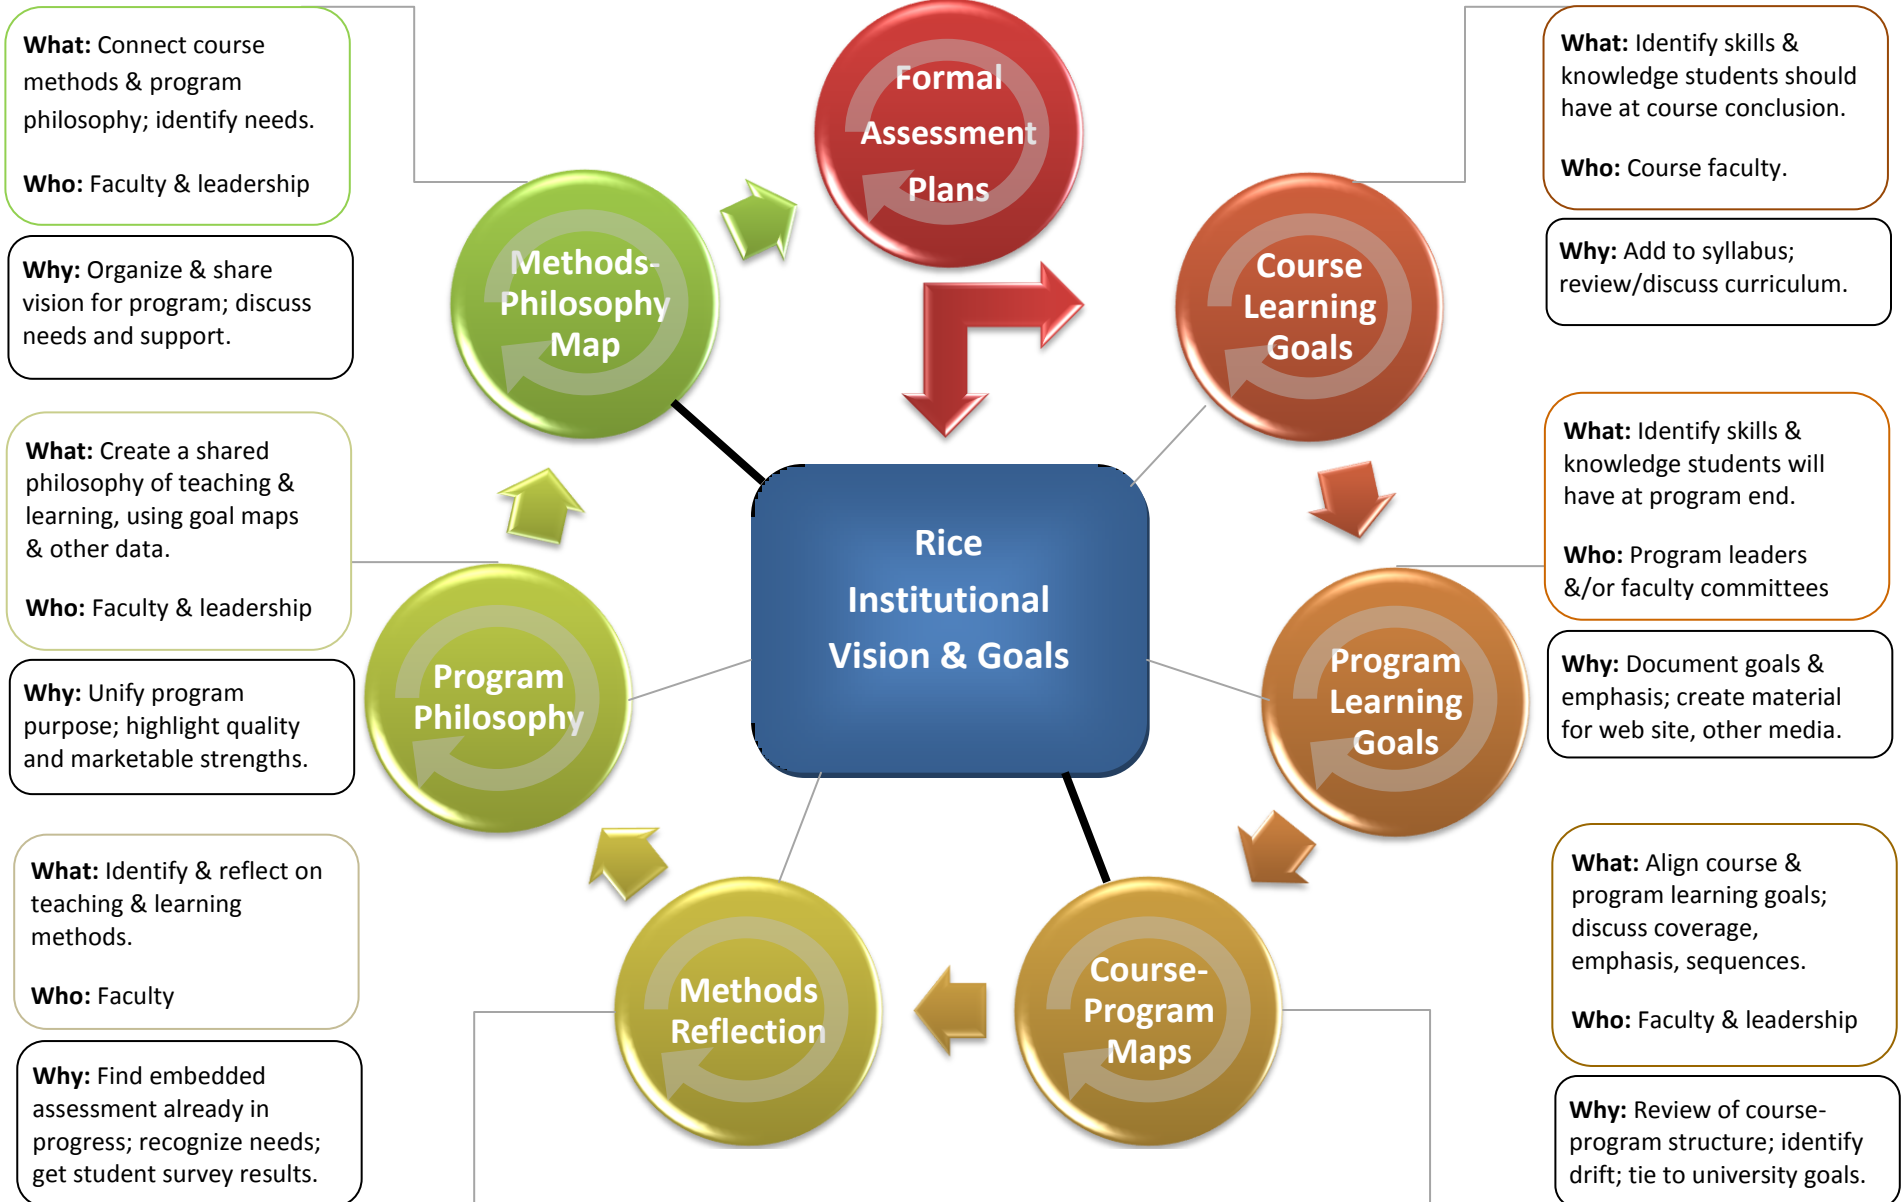 What: Connect course
methods & program
philosophy; identify needs.
Who: Faculty & leadership
Why: Organize & share
vision for program; discuss
needs and support.
What: Create a shared
philosophy of teaching &
learning, using goal maps
& other data.
Who: Faculty & leadership
Why: Unify program
purpose; highlight quality
and marketable strengths.
What: Identify & reflect on
teaching & learning
methods.
Who: Faculty
Why: Find embedded
assessment already in
progress; recognize needs;
get student survey results.
Formal
Assessment
Plans
Methods-
Philosophy
Map
Course
Learning
Goals
Rice
Institutional
Vision & Goals
Program
Philosophy
Program
Learning
Goals
Methods
Reflection
Course-
Program
Maps
What: Identify skills &
knowledge students should
have at course conclusion.
Who: Course faculty.
Why: Add to syllabus;
review/discuss curriculum.
What: Identify skills &
knowledge students will
have at program end.
Who: Program leaders
&/or faculty committees
Why: Document goals &
emphasis; create material
for web site, other media.
What: Align course &
program learning goals;
discuss coverage,
emphasis, sequences.
Who: Faculty & leadership
Why: Review of course-
program structure; identify
drift; tie to university goals.